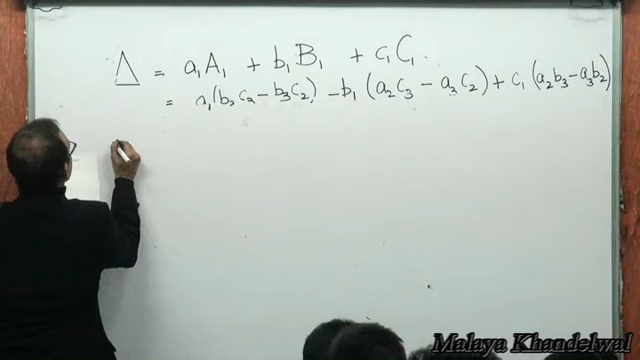 Δ = a₁A₁ + b₁B₁ + c₁C₁.
= a₁(b₂c₃ - b₃c₂) - b₁(a₂c₃ - a₃c₂) + c₁(a₂b₃ - a₃b₂)
Malaya Khandelwal